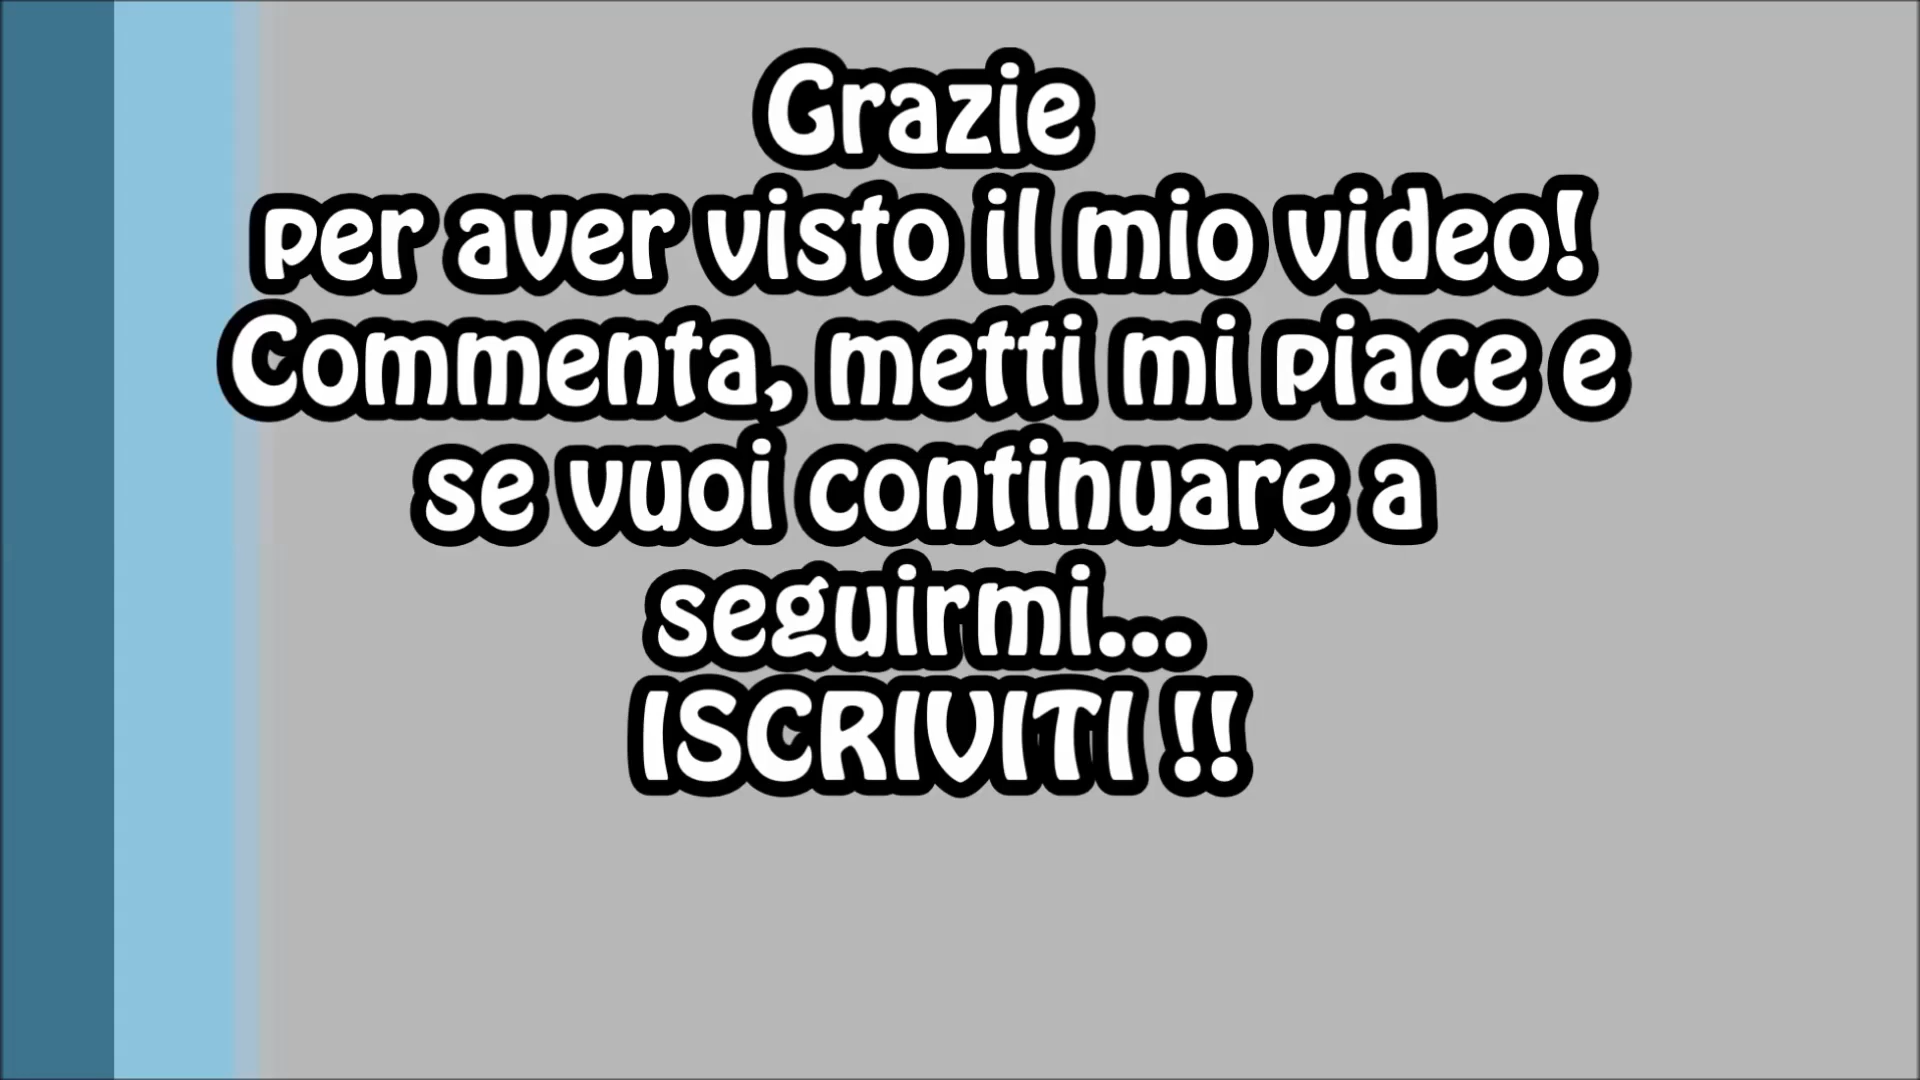 Grazie
per aver visto il mio video!
Commenta, metti mi piace e
se vuoi continuare a
seguirmi...
ISCRIVITI !!